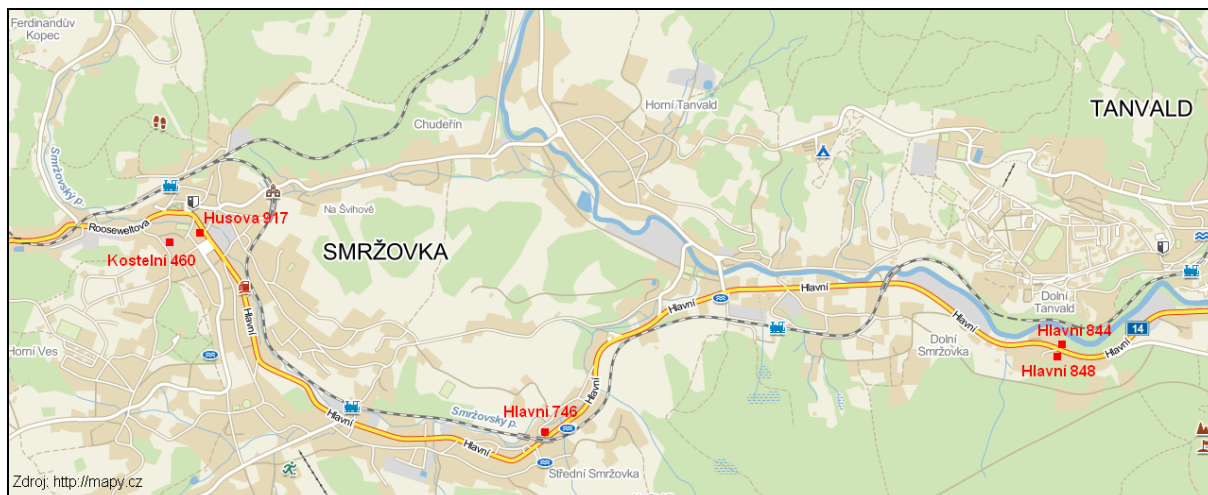 Ferdinandův
Kopec
TANVALD
Horní Tanvald
Chudeřín
Smržovský p.
Na Švihově
Husova 917
Rooseweltova
SMRŽOVKA
Kostelní 460
Hlavní
Hlavní
Hlavní
Dolní
Tanvald
Hlavní
Hlavní 844
14
Hlavní
Dolní
Smržovka
Hlavní 848
Horní Ves
Hlavní
Hlavní
Smržovský p.
Hlavní 746
Hlavní
Hlavní
Střední Smržovka
Zdroj: http://mapy.cz